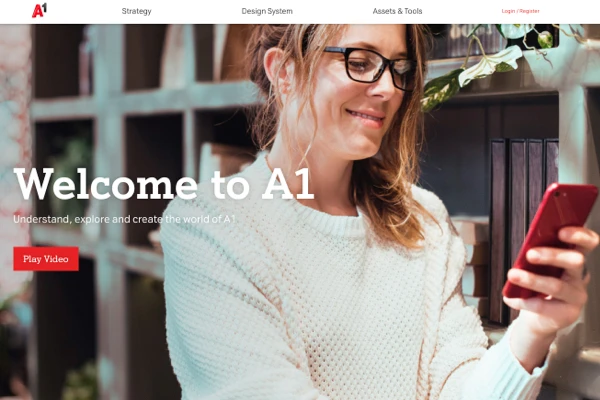 A1
Strategy
Design System
Assets & Tools
Login / Register
Welcome to A1
Understand, explore and create the world of A1
Play Video